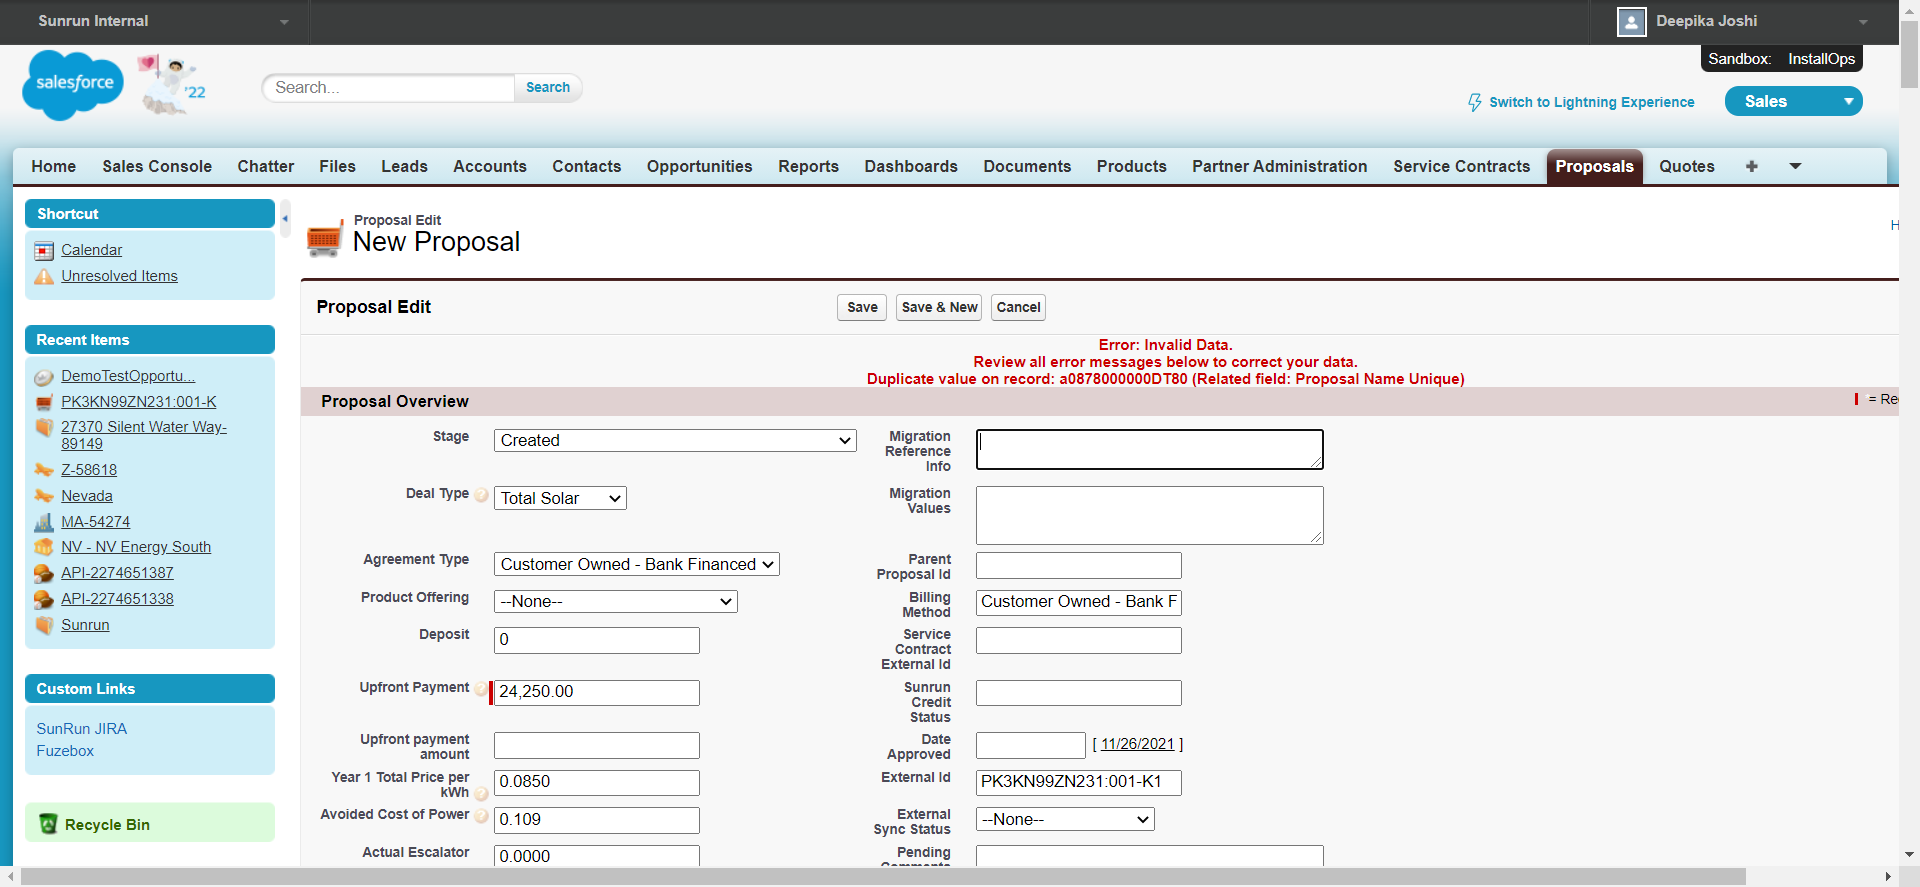 Sunrun Internal
Deepika Joshi
Sandbox: InstallOps
salesforce
'22
Search...
Search
Switch to Lightning Experience
Sales
Home
Sales Console
Chatter
Files
Leads
Accounts
Contacts
Opportunities
Reports
Dashboards
Documents
Products
Partner Administration
Service Contracts
Proposals
Quotes
Shortcut
Calendar
Unresolved Items
Recent Items
DemoTestOpportu...
PK3KN99ZN231:001-K
27370 Silent Water Way-
89149
Z-58618
Nevada
MA-54274
NV - NV Energy South
API-2274651387
API-2274651338
Sunrun
Custom Links
SunRun JIRA
Fuzebox
Recycle Bin
Proposal Edit
New Proposal
H
Proposal Edit
Save
Save & New
Cancel
Error: Invalid Data.
Review all error messages below to correct your data.
Duplicate value on record: a0878000000DT80 (Related field: Proposal Name Unique)
Proposal Overview
= Re
Stage
Created
Migration
Reference
Info
Deal Type
Total Solar
Migration
Values
Agreement Type
Customer Owned - Bank Financed
Parent
Proposal Id
Product Offering
--None--
Billing
Method
Customer Owned - Bank F
Deposit
0
Service
Contract
External Id
Upfront Payment
24,250.00
Sunrun
Credit
Status
Upfront payment
amount
Date
Approved
[ 11/26/2021 ]
Year 1 Total Price per
kWh
0.0850
External Id
PK3KN99ZN231:001-K1
Avoided Cost of Power
0.109
External
Sync Status
--None--
Actual Escalator
0.0000
Pending
Comments